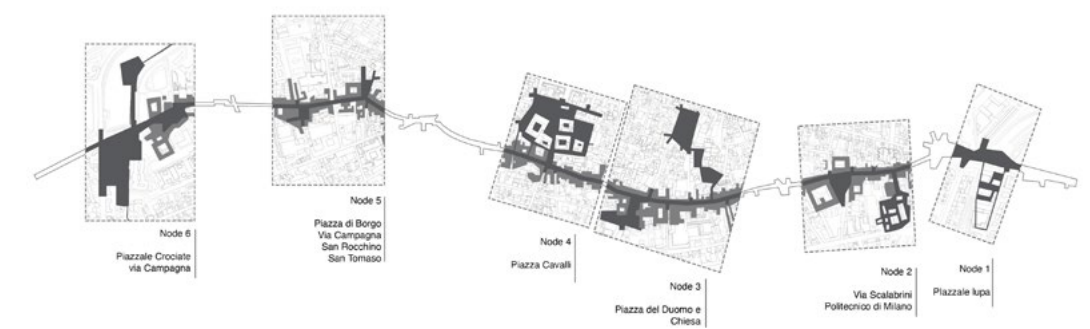 Node 6
Piazzale Crociate
via Campagna
Node 5
Piazza di Borgo
Via Campagna
San Rocchino
San Tomaso
Node 4
Piazza Cavalli
Node 3
Piazza del Duomo e
Chiesa
Node 2
Via Scalabrini
Politecnico di Milano
Node 1
PIazzale lupa